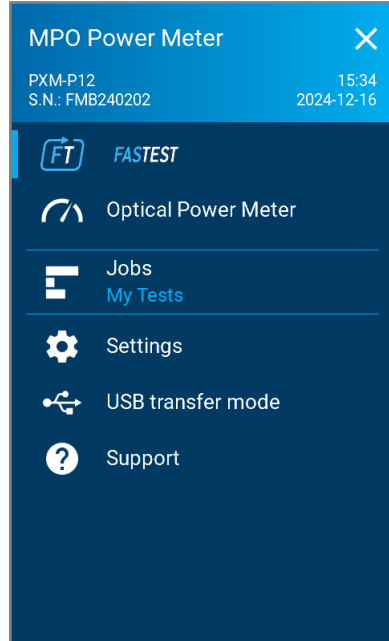 MPO Power Meter
PXM-P12 15:34
S.N.: FMB240202 2024-12-16
FT FASTEST
Optical Power Meter
Jobs
My Tests
Settings
USB transfer mode
? Support